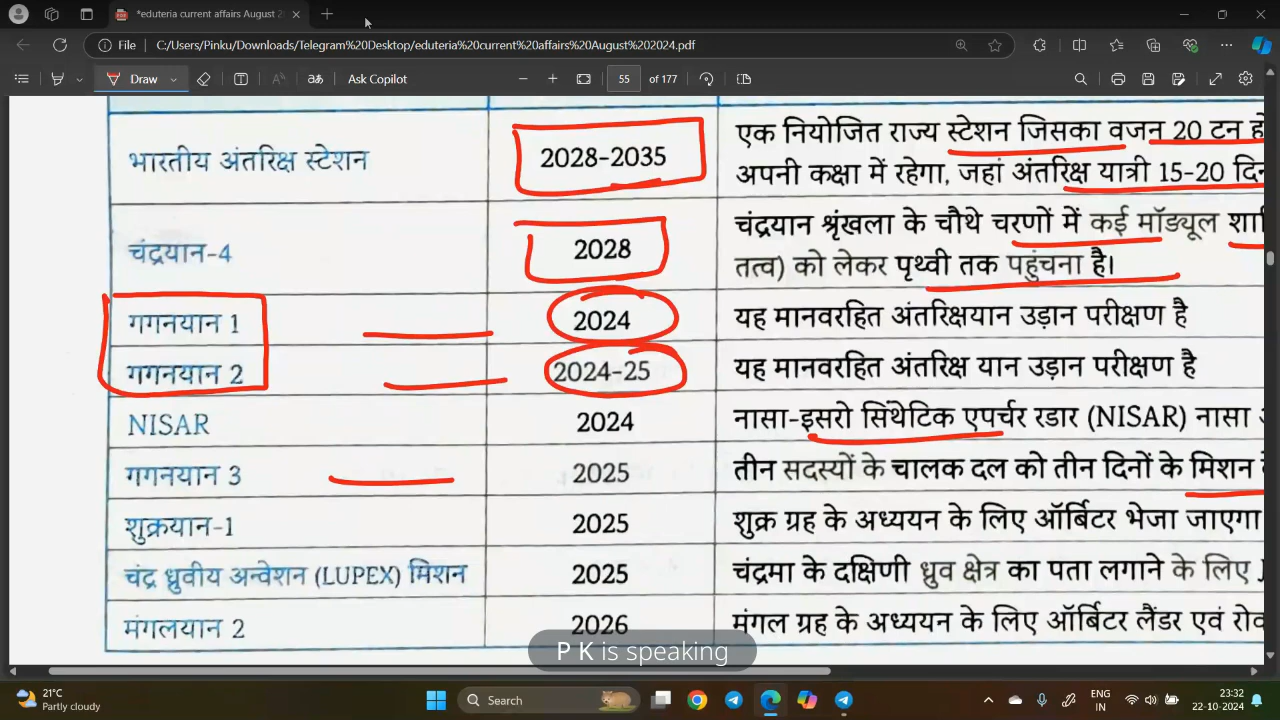 *eduteria current affairs August 2
File
C:/Users/Pinku/Downloads/Telegram%20Desktop/eduteria%20current%20affairs%20August%202024.pdf
Draw
Ask Copilot
55 of 177
भारतीय अंतरिक्ष स्टेशन 2028-2035 एक नियोजित राज्य स्टेशन जिसका वजन 20 टन हो
अपनी कक्षा में रहेगा, जहां अंतरिक्ष यात्री 15-20 दिन
चंद्रयान-4 2028 चंद्रयान श्रृंखला के चौथे चरणों में कई मॉड्यूल शामि
तत्व) को लेकर पृथ्वी तक पहुंचना है।
गगनयान 1 2024 यह मानवरहित अंतरिक्षयान उड़ान परीक्षण है
गगनयान 2 2024-25 यह मानवरहित अंतरिक्ष यान उड़ान परीक्षण है
NISAR 2024 नासा-इसरो सिंथेटिक एपर्चर रडार (NISAR) नासा
गगनयान 3 2025 तीन सदस्यों के चालक दल को तीन दिनों के मिशन
शुक्रयान-1 2025 शुक्र ग्रह के अध्ययन के लिए ऑर्बिटर भेजा जाएगा
चंद्र ध्रुवीय अन्वेशन (LUPEX) मिशन 2025 चंद्रमा के दक्षिणी ध्रुव क्षेत्र का पता लगाने के लिए
मंगलयान 2 2026 मंगल ग्रह के अध्ययन के लिए ऑर्बिटर लैंडर एवं रोव
P K is speaking
21°C
Partly cloudy
Search
ENG
IN
23:32
22-10-2024